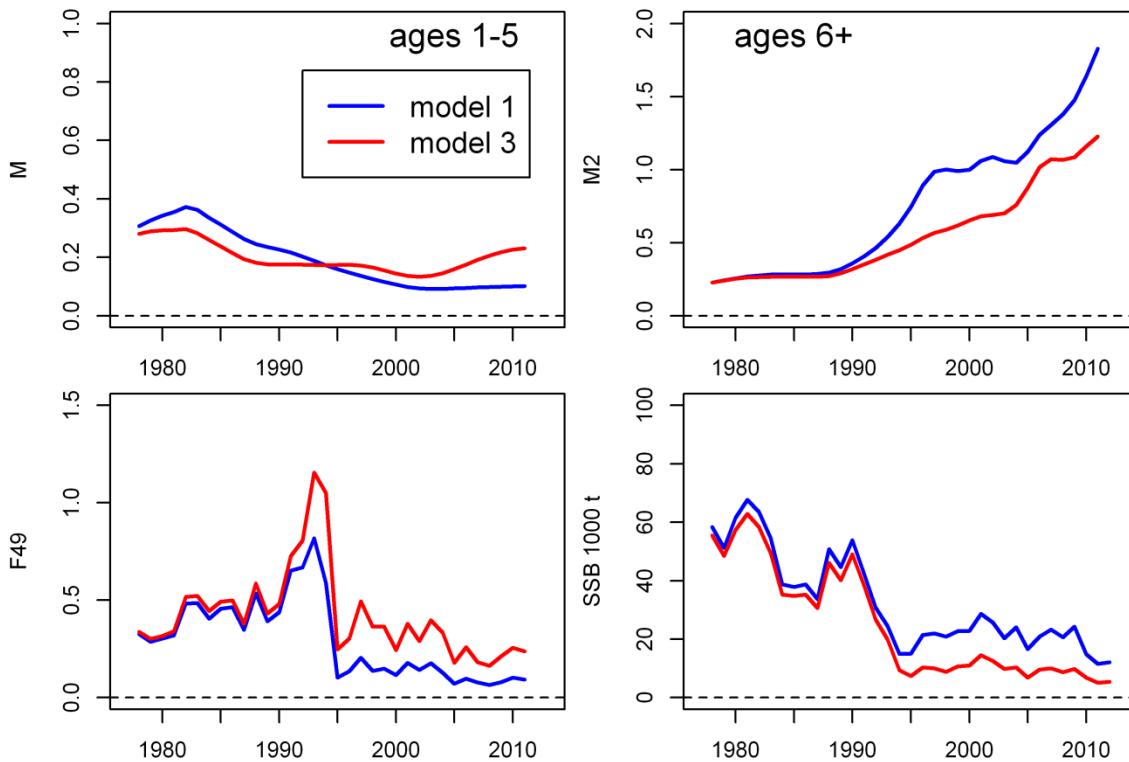 ages 1-5
model 1
model 3
M
0.0 0.2 0.4 0.6 0.8 1.0
1980 1990 2000 2010
ages 6+
M2
0.0 0.5 1.0 1.5 2.0
1980 1990 2000 2010
F49
0.0 0.5 1.0 1.5
1980 1990 2000 2010
SSB 1000 t
0 20 40 60 80 100
1980 1990 2000 2010